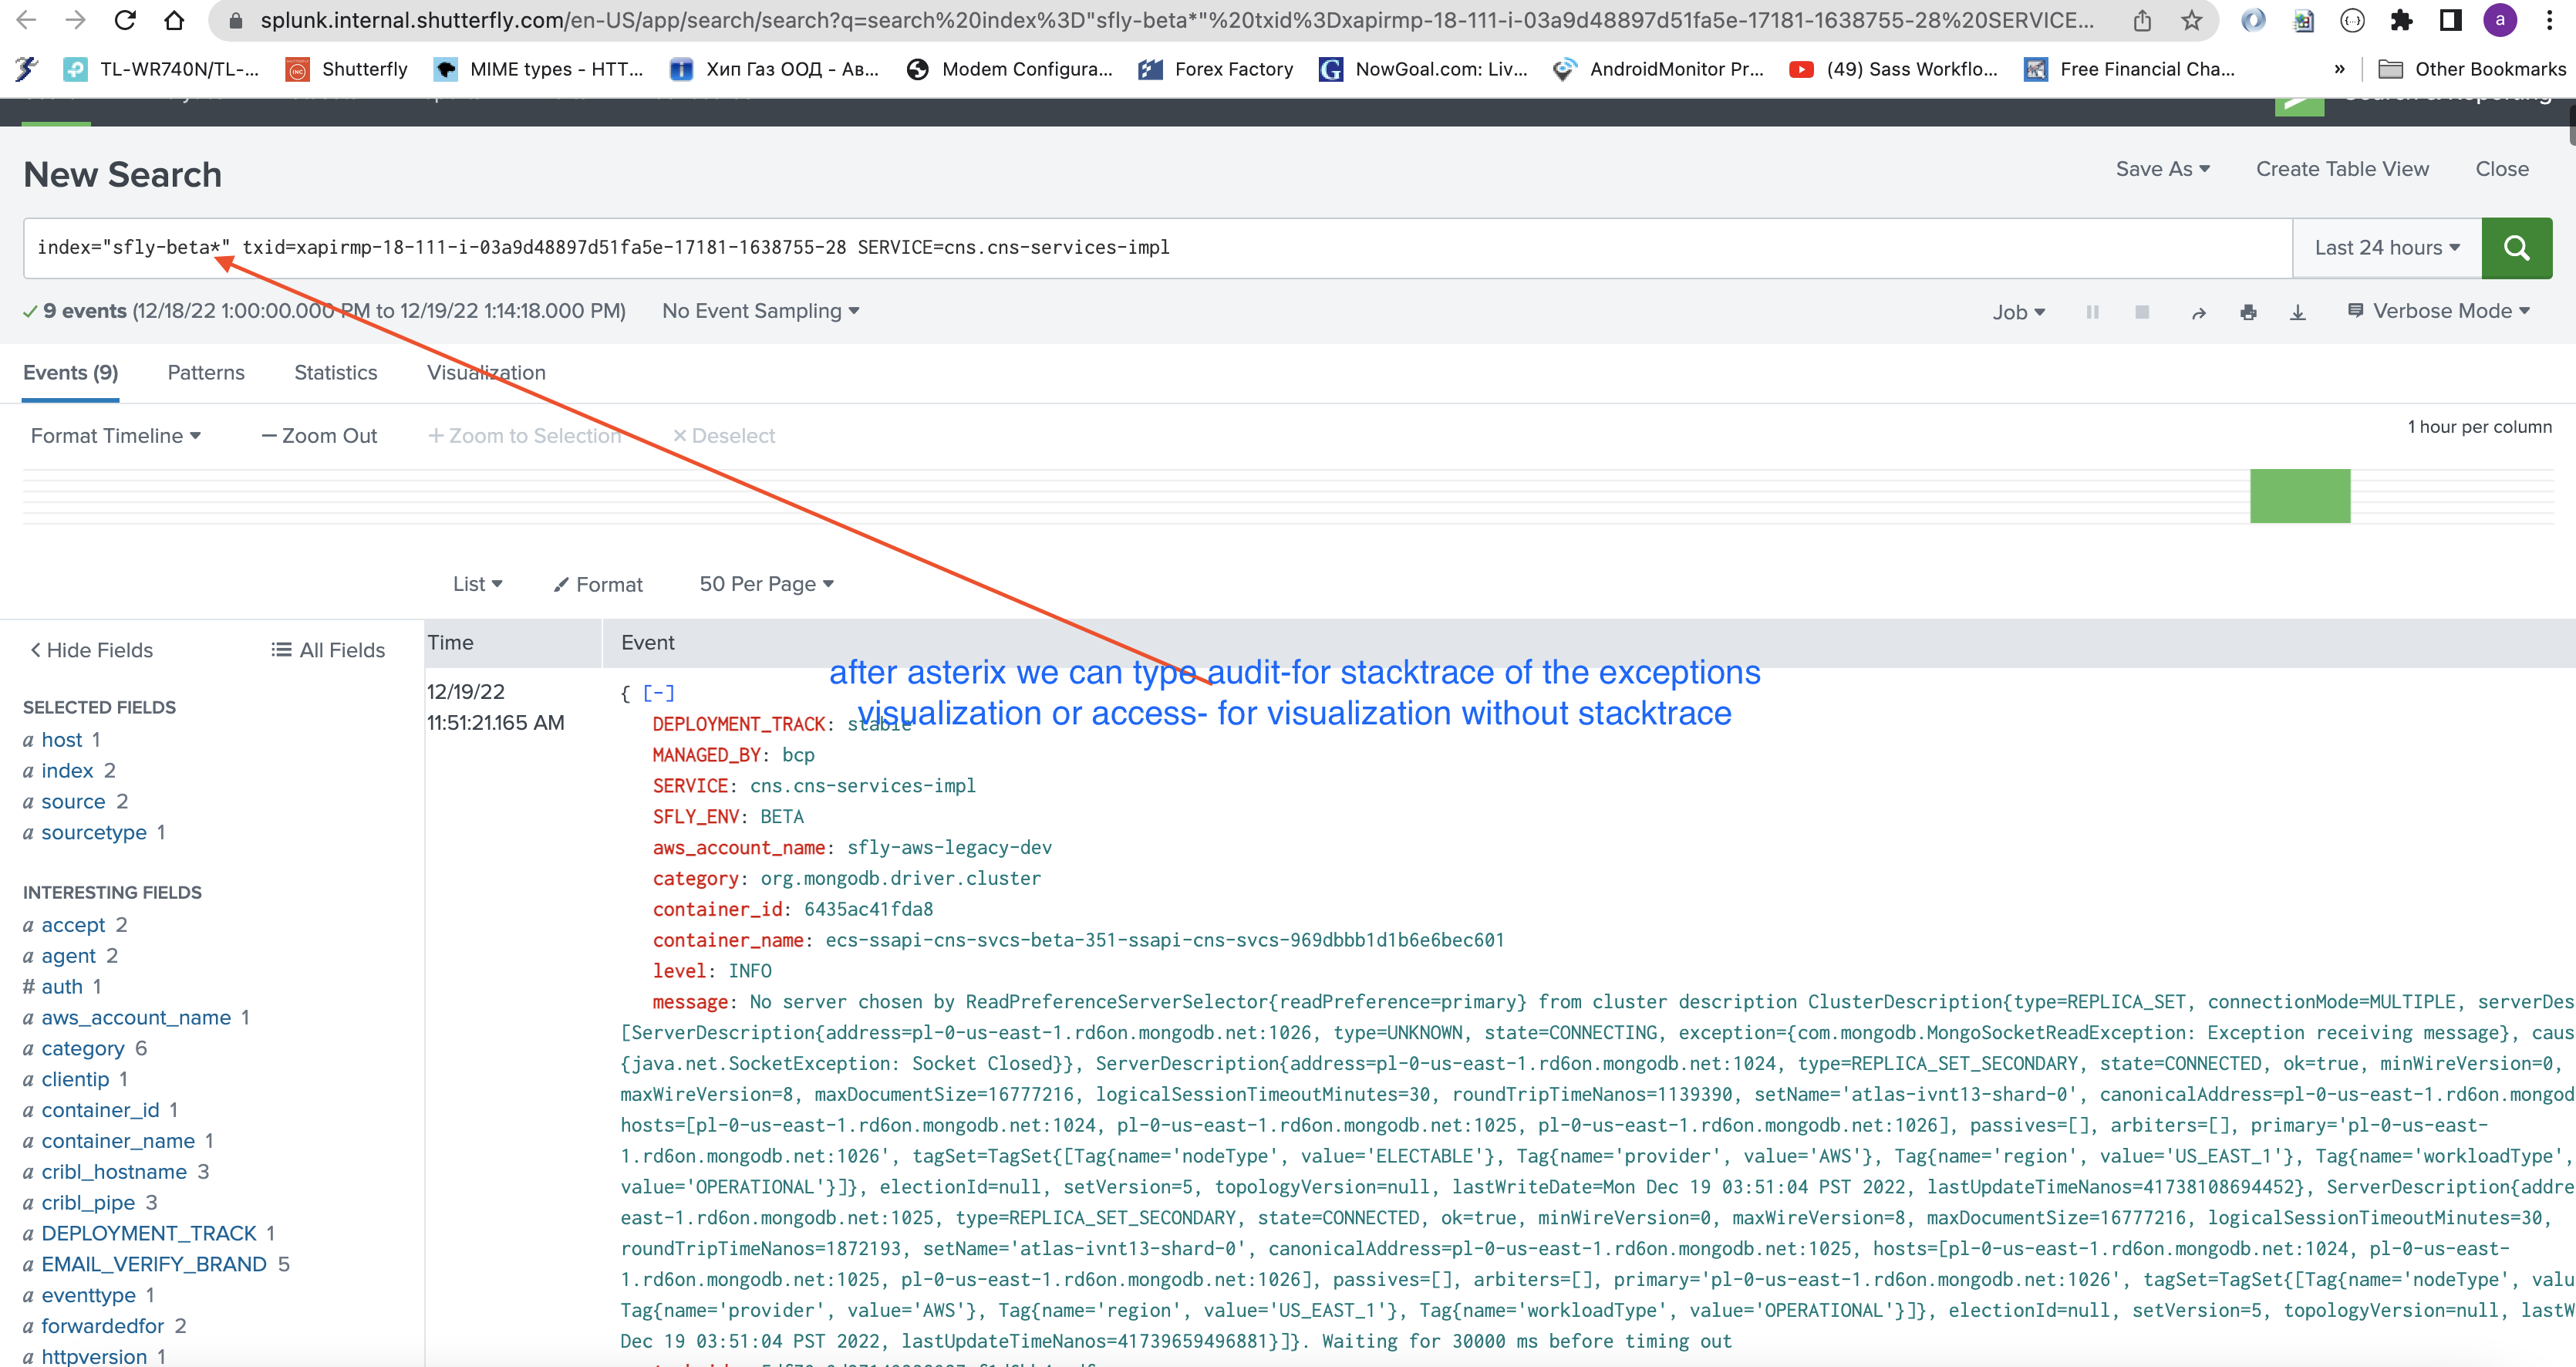 splunk.internal.shutterfly.com/en-US/app/search/search?q=search%20index%3D"sfly-beta*"%20txid%3Dxapirmp-18-111-i-03a9d48897d51fa5e-17181-1638755-28%20SERVICE...
a
TL-WR740N/TL-... Shutterfly MIME types - HTT... Хип Газ ООД - Ав... Modem Configura... Forex Factory NowGoal.com: Liv... AndroidMonitor Pr... (49) Sass Workflo... Free Financial Cha... » Other Bookmarks
Search & Reporting
New Search
Save As Create Table View Close
index="sfly-beta*" txid=xapirmp-18-111-i-03a9d48897d51fa5e-17181-1638755-28 SERVICE=cns.cns-services-impl
Last 24 hours
9 events (12/18/22 1:00:00.000 PM to 12/19/22 1:14:18.000 PM) No Event Sampling
Job Verbose Mode
Events (9) Patterns Statistics Visualization
Format Timeline — Zoom Out + Zoom to Selection × Deselect
1 hour per column
List Format 50 Per Page
< Hide Fields All Fields
SELECTED FIELDS
a host 1
a index 2
a source 2
a sourcetype 1
INTERESTING FIELDS
a accept 2
a agent 2
# auth 1
a aws_account_name 1
a category 6
a clientip 1
a container_id 1
a container_name 1
a cribl_hostname 3
a cribl_pipe 3
a DEPLOYMENT_TRACK 1
a EMAIL_VERIFY_BRAND 5
a eventtype 1
a forwardedfor 2
a httpversion 1
Time Event
after asterix we can type audit-for stacktrace of the exceptions
visualization or access- for visualization without stacktrace
12/19/22
11:51:21.165 AM
{ [-]
DEPLOYMENT_TRACK: stable
MANAGED_BY: bcp
SERVICE: cns.cns-services-impl
SFLY_ENV: BETA
aws_account_name: sfly-aws-legacy-dev
category: org.mongodb.driver.cluster
container_id: 6435ac41fda8
container_name: ecs-ssapi-cns-svcs-beta-351-ssapi-cns-svcs-969dbbb1d1b6e6bec601
level: INFO
message: No server chosen by ReadPreferenceServerSelector{readPreference=primary} from cluster description ClusterDescription{type=REPLICA_SET, connectionMode=MULTIPLE, serverDes
[ServerDescription{address=pl-0-us-east-1.rd6on.mongodb.net:1026, type=UNKNOWN, state=CONNECTING, exception={com.mongodb.MongoSocketReadException: Exception receiving message}, caus
{java.net.SocketException: Socket Closed}}, ServerDescription{address=pl-0-us-east-1.rd6on.mongodb.net:1024, type=REPLICA_SET_SECONDARY, state=CONNECTED, ok=true, minWireVersion=0,
maxWireVersion=8, maxDocumentSize=16777216, logicalSessionTimeoutMinutes=30, roundTripTimeNanos=1139390, setName='atlas-ivnt13-shard-0', canonicalAddress=pl-0-us-east-1.rd6on.mongod
hosts=[pl-0-us-east-1.rd6on.mongodb.net:1024, pl-0-us-east-1.rd6on.mongodb.net:1025, pl-0-us-east-1.rd6on.mongodb.net:1026], passives=[], arbiters=[], primary='pl-0-us-east-
1.rd6on.mongodb.net:1026', tagSet=TagSet{[Tag{name='nodeType', value='ELECTABLE'}, Tag{name='provider', value='AWS'}, Tag{name='region', value='US_EAST_1'}, Tag{name='workloadType',
value='OPERATIONAL'}]}, electionId=null, setVersion=5, topologyVersion=null, lastWriteDate=Mon Dec 19 03:51:04 PST 2022, lastUpdateTimeNanos=41738108694452}, ServerDescription{addre
east-1.rd6on.mongodb.net:1025, type=REPLICA_SET_SECONDARY, state=CONNECTED, ok=true, minWireVersion=0, maxWireVersion=8, maxDocumentSize=16777216, logicalSessionTimeoutMinutes=30,
roundTripTimeNanos=1872193, setName='atlas-ivnt13-shard-0', canonicalAddress=pl-0-us-east-1.rd6on.mongodb.net:1025, hosts=[pl-0-us-east-1.rd6on.mongodb.net:1024, pl-0-us-east-
1.rd6on.mongodb.net:1025, pl-0-us-east-1.rd6on.mongodb.net:1026], passives=[], arbiters=[], primary='pl-0-us-east-1.rd6on.mongodb.net:1026', tagSet=TagSet{[Tag{name='nodeType', valu
Tag{name='provider', value='AWS'}, Tag{name='region', value='US_EAST_1'}, Tag{name='workloadType', value='OPERATIONAL'}]}, electionId=null, setVersion=5, topologyVersion=null, lastW
Dec 19 03:51:04 PST 2022, lastUpdateTimeNanos=41739659496881}]}. Waiting for 30000 ms before timing out